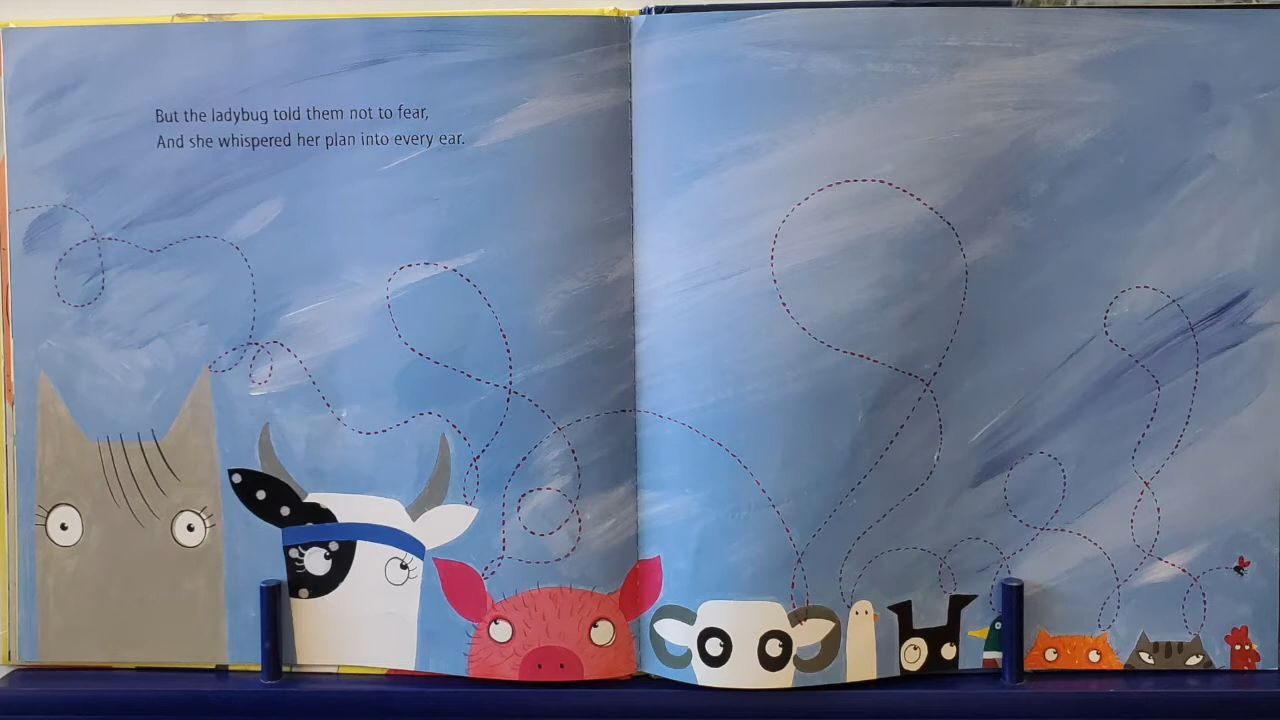 But the ladybug told them not to fear,
And she whispered her plan into every ear.